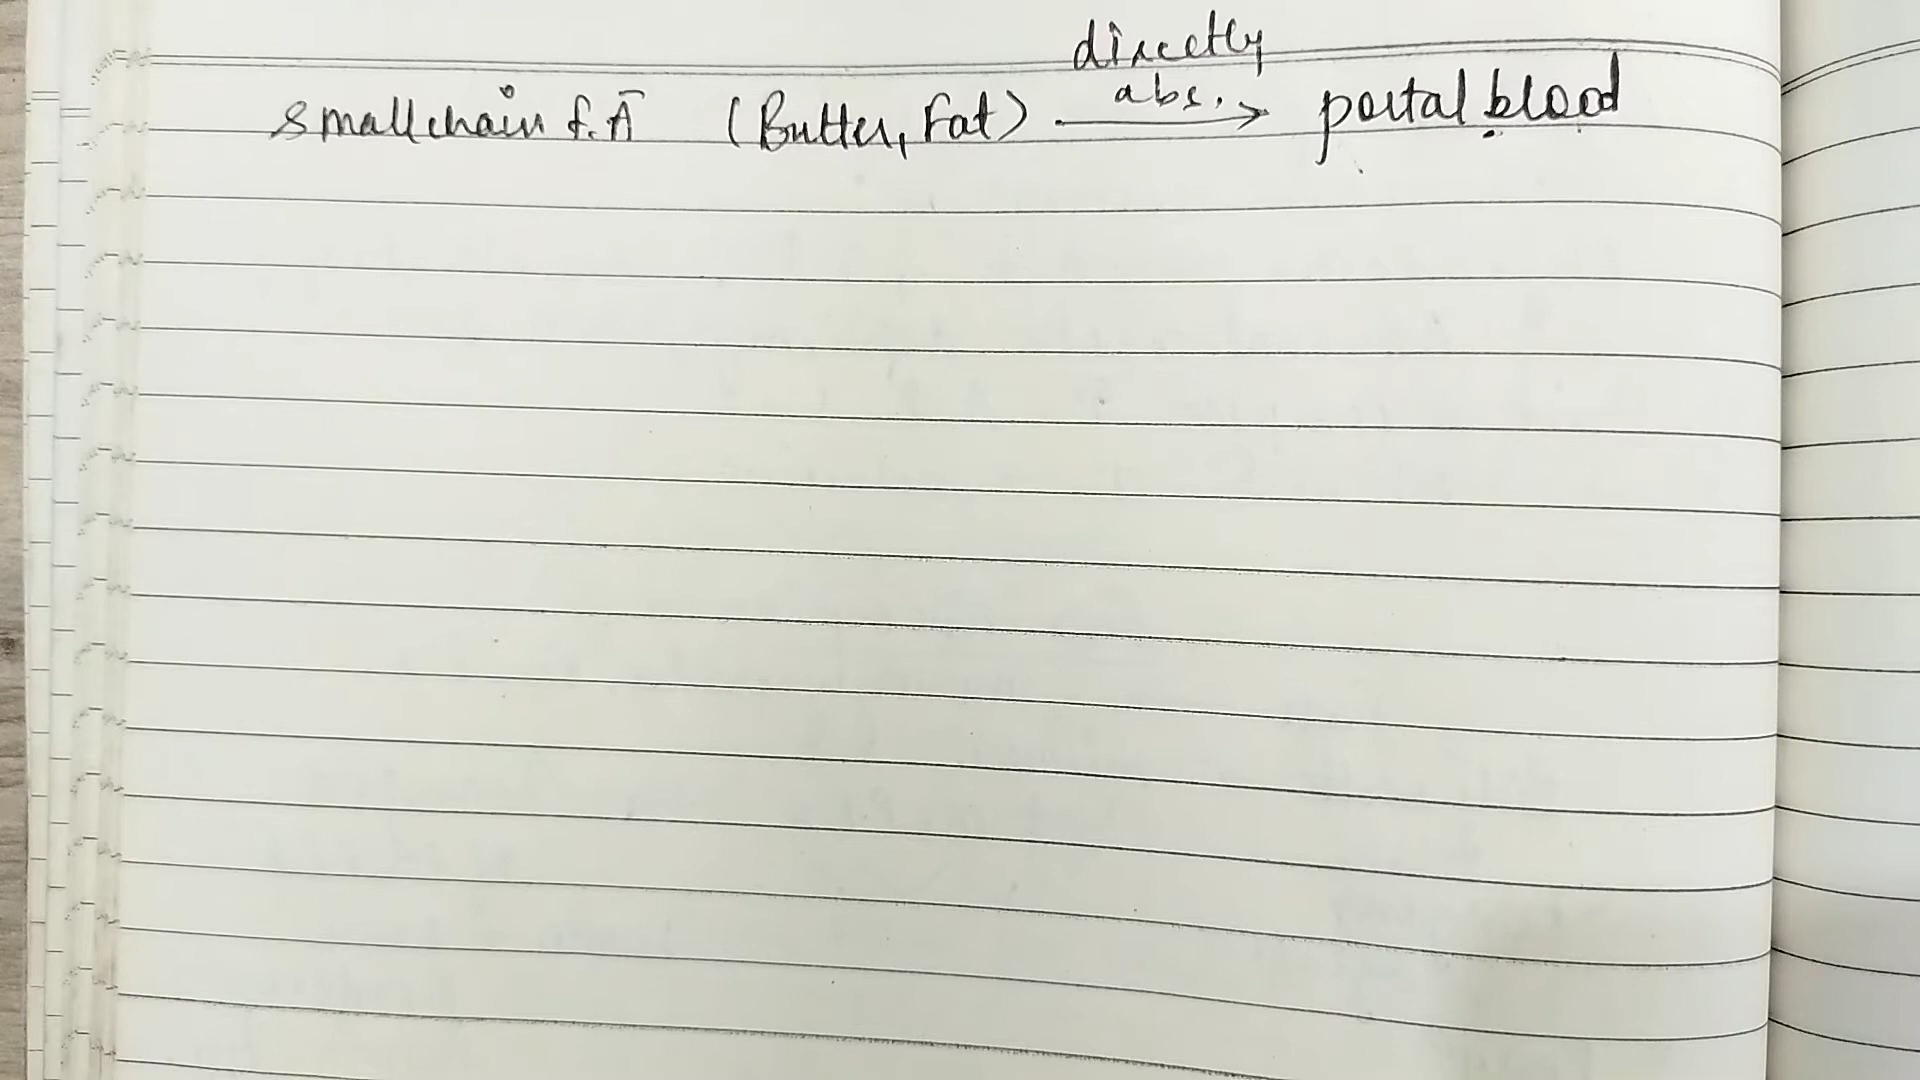 small chain f.A (Butter, Fat) directly abs. → portal blood